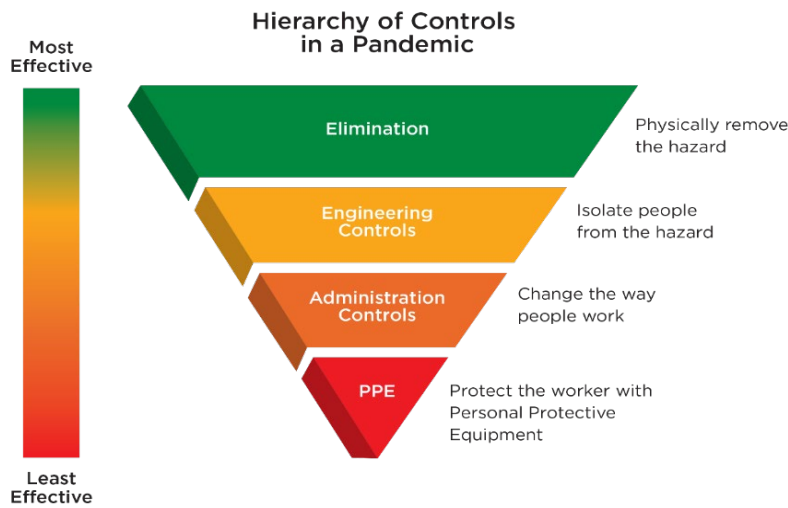 Hierarchy of Controls
in a Pandemic
Most
Effective
Elimination
Physically remove
the hazard
Engineering
Controls
Isolate people
from the hazard
Administration
Controls
Change the way
people work
PPE
Protect the worker with
Personal Protective
Equipment
Least
Effective